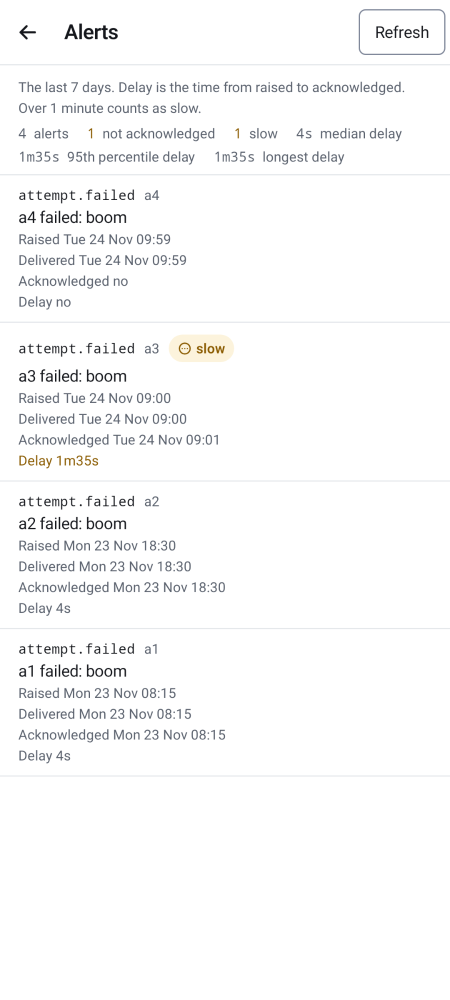 Alerts
Refresh
The last 7 days. Delay is the time from raised to acknowledged.
Over 1 minute counts as slow.
4 alerts 1 not acknowledged 1 slow 4s median delay
1m35s 95th percentile delay 1m35s longest delay
attempt.failed a4
a4 failed: boom
Raised Tue 24 Nov 09:59
Delivered Tue 24 Nov 09:59
Acknowledged no
Delay no
attempt.failed a3 slow
a3 failed: boom
Raised Tue 24 Nov 09:00
Delivered Tue 24 Nov 09:00
Acknowledged Tue 24 Nov 09:01
Delay 1m35s
attempt.failed a2
a2 failed: boom
Raised Mon 23 Nov 18:30
Delivered Mon 23 Nov 18:30
Acknowledged Mon 23 Nov 18:30
Delay 4s
attempt.failed a1
a1 failed: boom
Raised Mon 23 Nov 08:15
Delivered Mon 23 Nov 08:15
Acknowledged Mon 23 Nov 08:15
Delay 4s